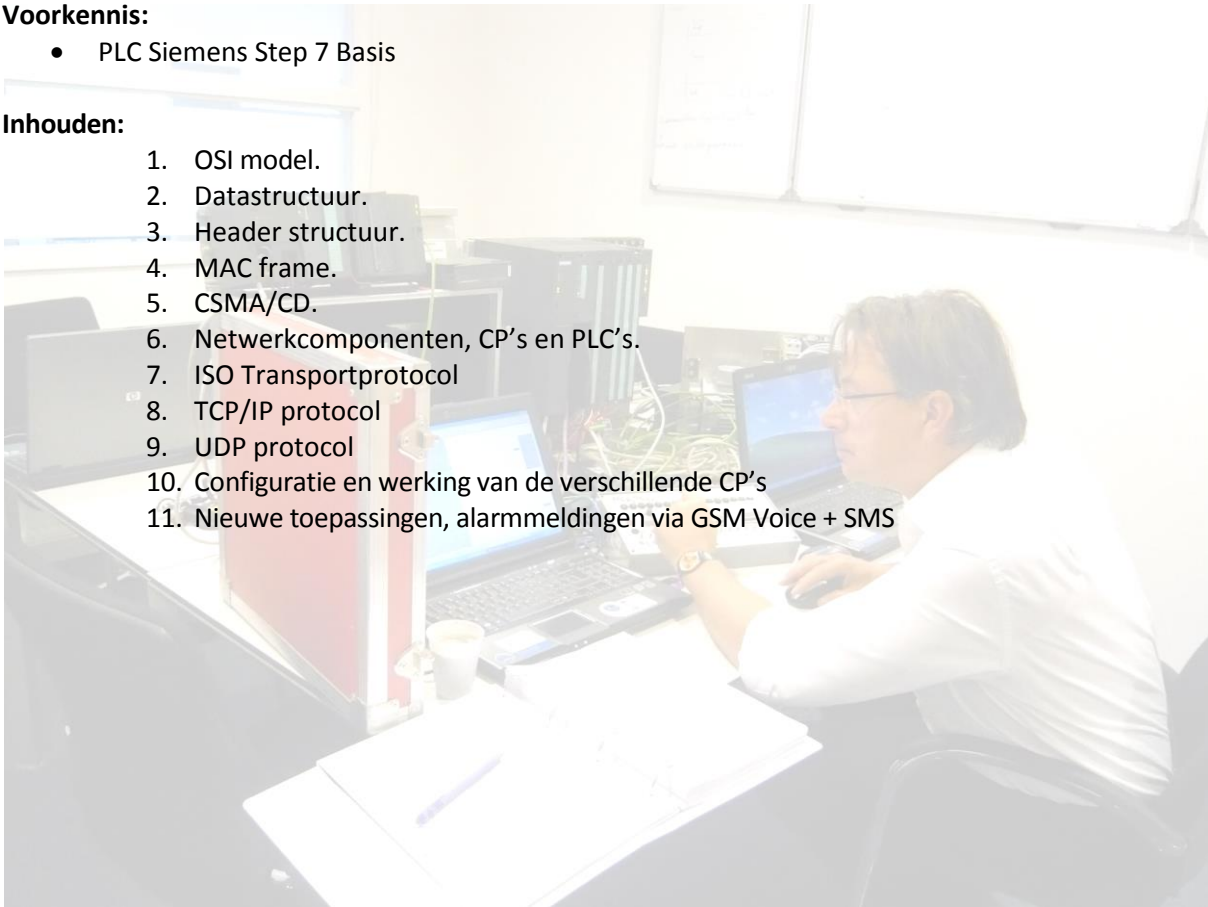 Voorkennis:
• PLC Siemens Step 7 Basis
Inhouden:
1. OSI model.
2. Datastructuur.
3. Header structuur.
4. MAC frame.
5. CSMA/CD.
6. Netwerkcomponenten, CP’s en PLC’s.
7. ISO Transportprotocol
8. TCP/IP protocol
9. UDP protocol
10. Configuratie en werking van de verschillende CP’s
11. Nieuwe toepassingen, alarmmeldingen via GSM Voice + SMS